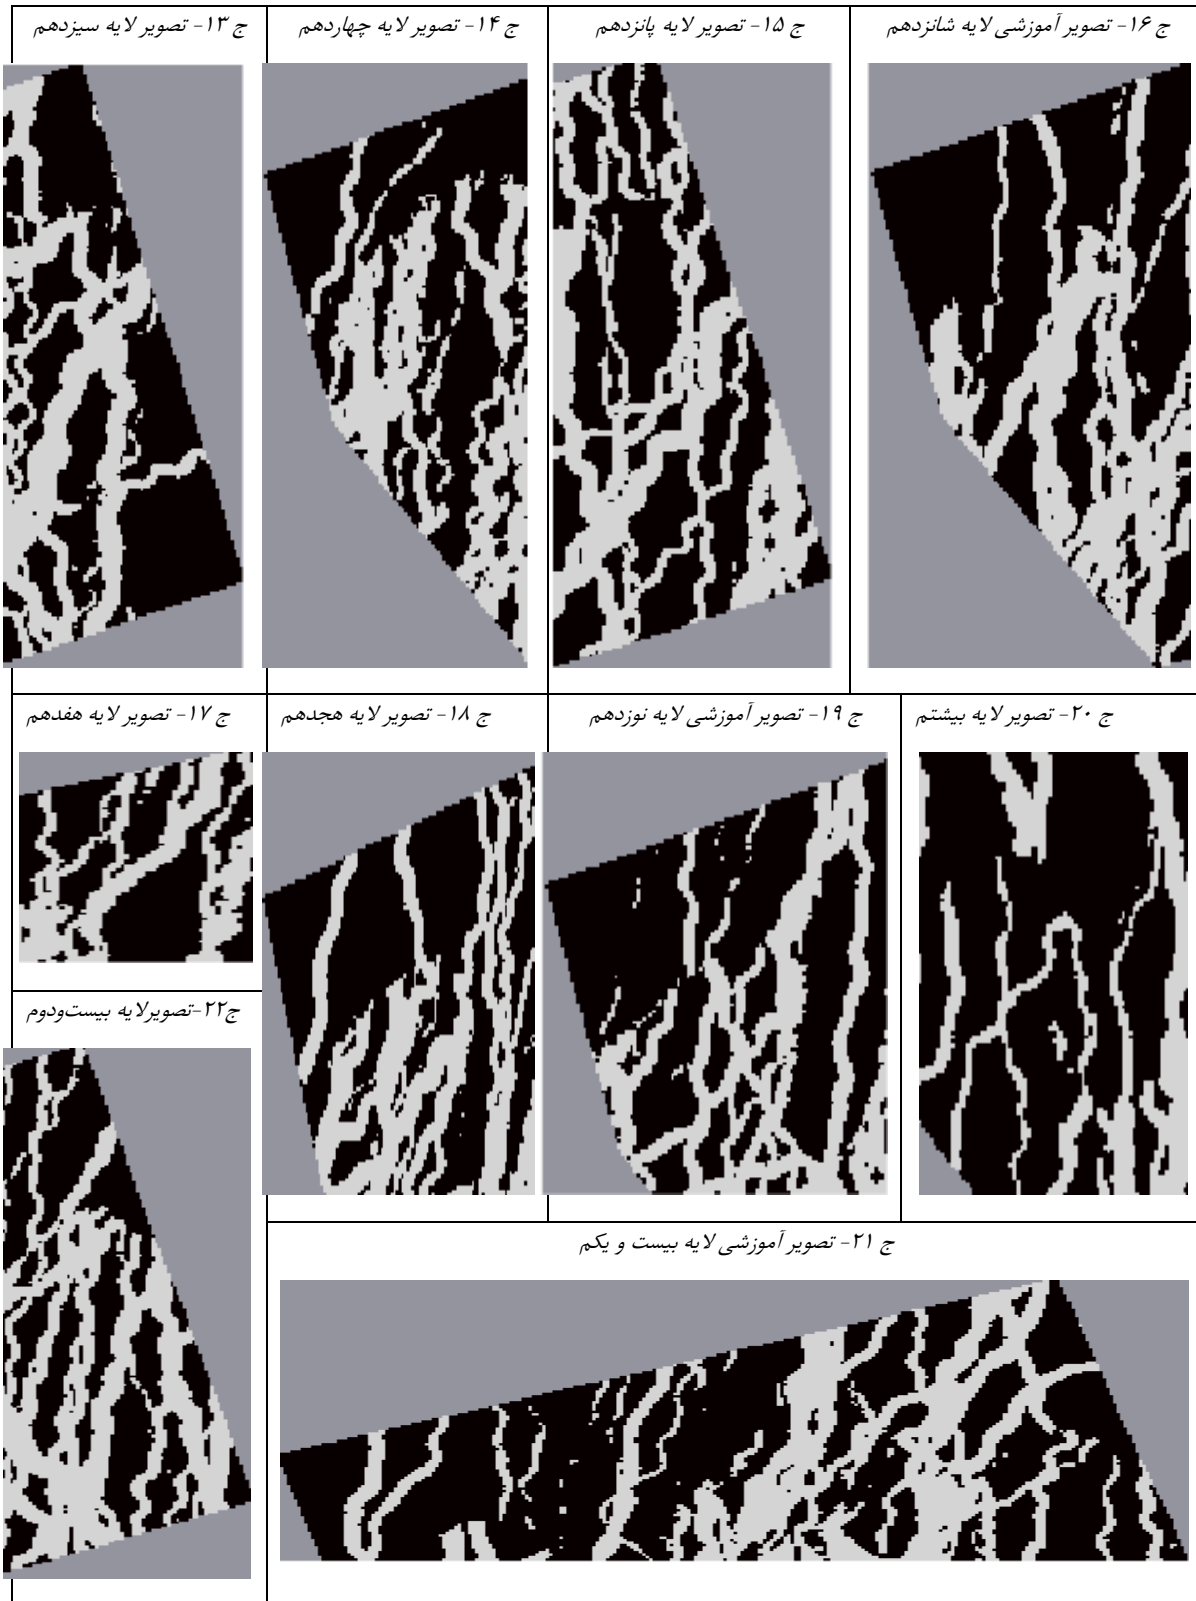 ج ۱۶- تصویر آموزشی لایه شانزدهم
ج ۱۵- تصویر لایه پانزدهم
ج ۱۴- تصویر لایه چهاردهم
ج ۱۳- تصویر لایه سیزدهم
ج ۲۰- تصویر لایه بیشتم
ج ۱۹- تصویر آموزشی لایه نوزدهم
ج ۱۸- تصویر لایه هجدهم
ج ۱۷- تصویر لایه هفدهم
ج۲۲-تصویرلایه بیست‌ودوم
ج ۲۱- تصویر آموزشی لایه بیست و یکم